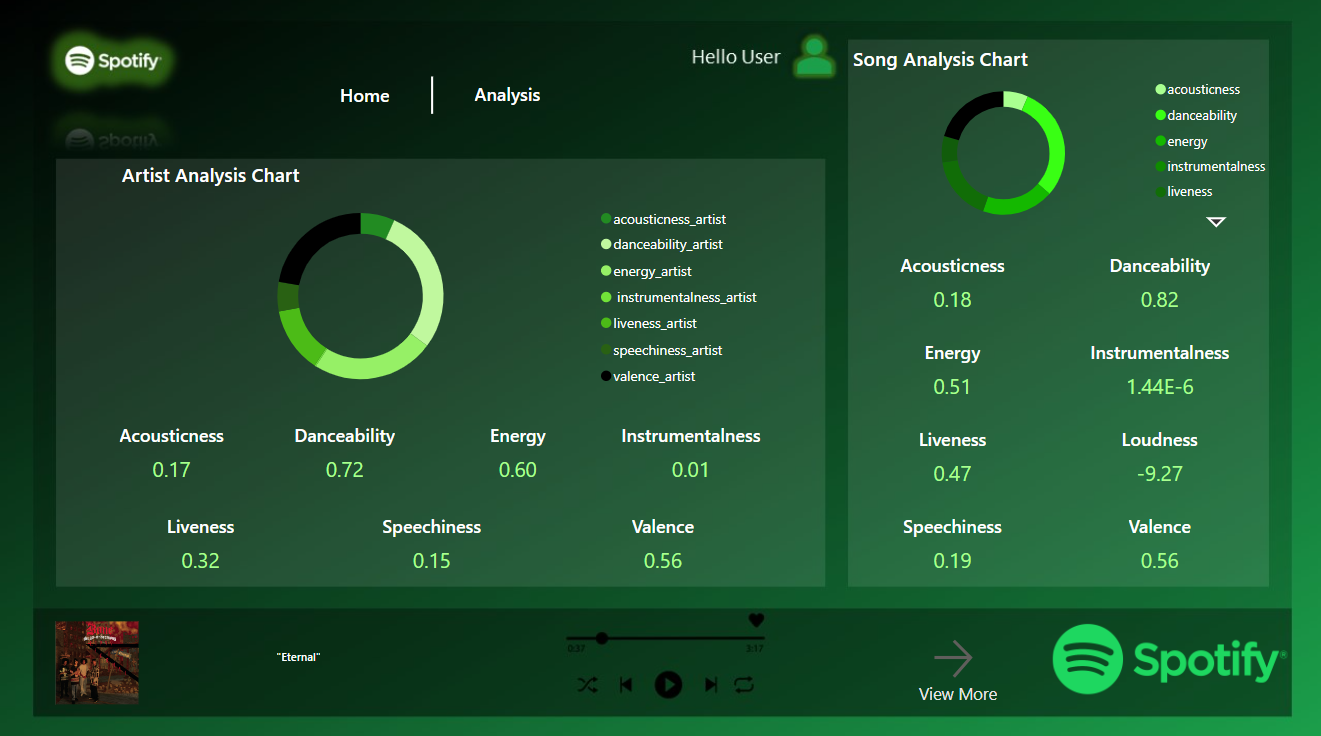 Spotify
Hello User
Home
Analysis
Spotify
Artist Analysis Chart
acousticness_artist
danceability_artist
energy_artist
instrumentalness_artist
liveness_artist
speechiness_artist
valence_artist
Acousticness Danceability Energy Instrumentalness
0.17 0.72 0.60 0.01
Liveness Speechiness Valence
0.32 0.15 0.56
Song Analysis Chart
acousticness
danceability
energy
instrumentalness
liveness
Acousticness Danceability
0.18 0.82
Energy Instrumentalness
0.51 1.44E-6
Liveness Loudness
0.47 -9.27
Speechiness Valence
0.19 0.56
"Eternal"
0:37 3:17
View More
Spotify®